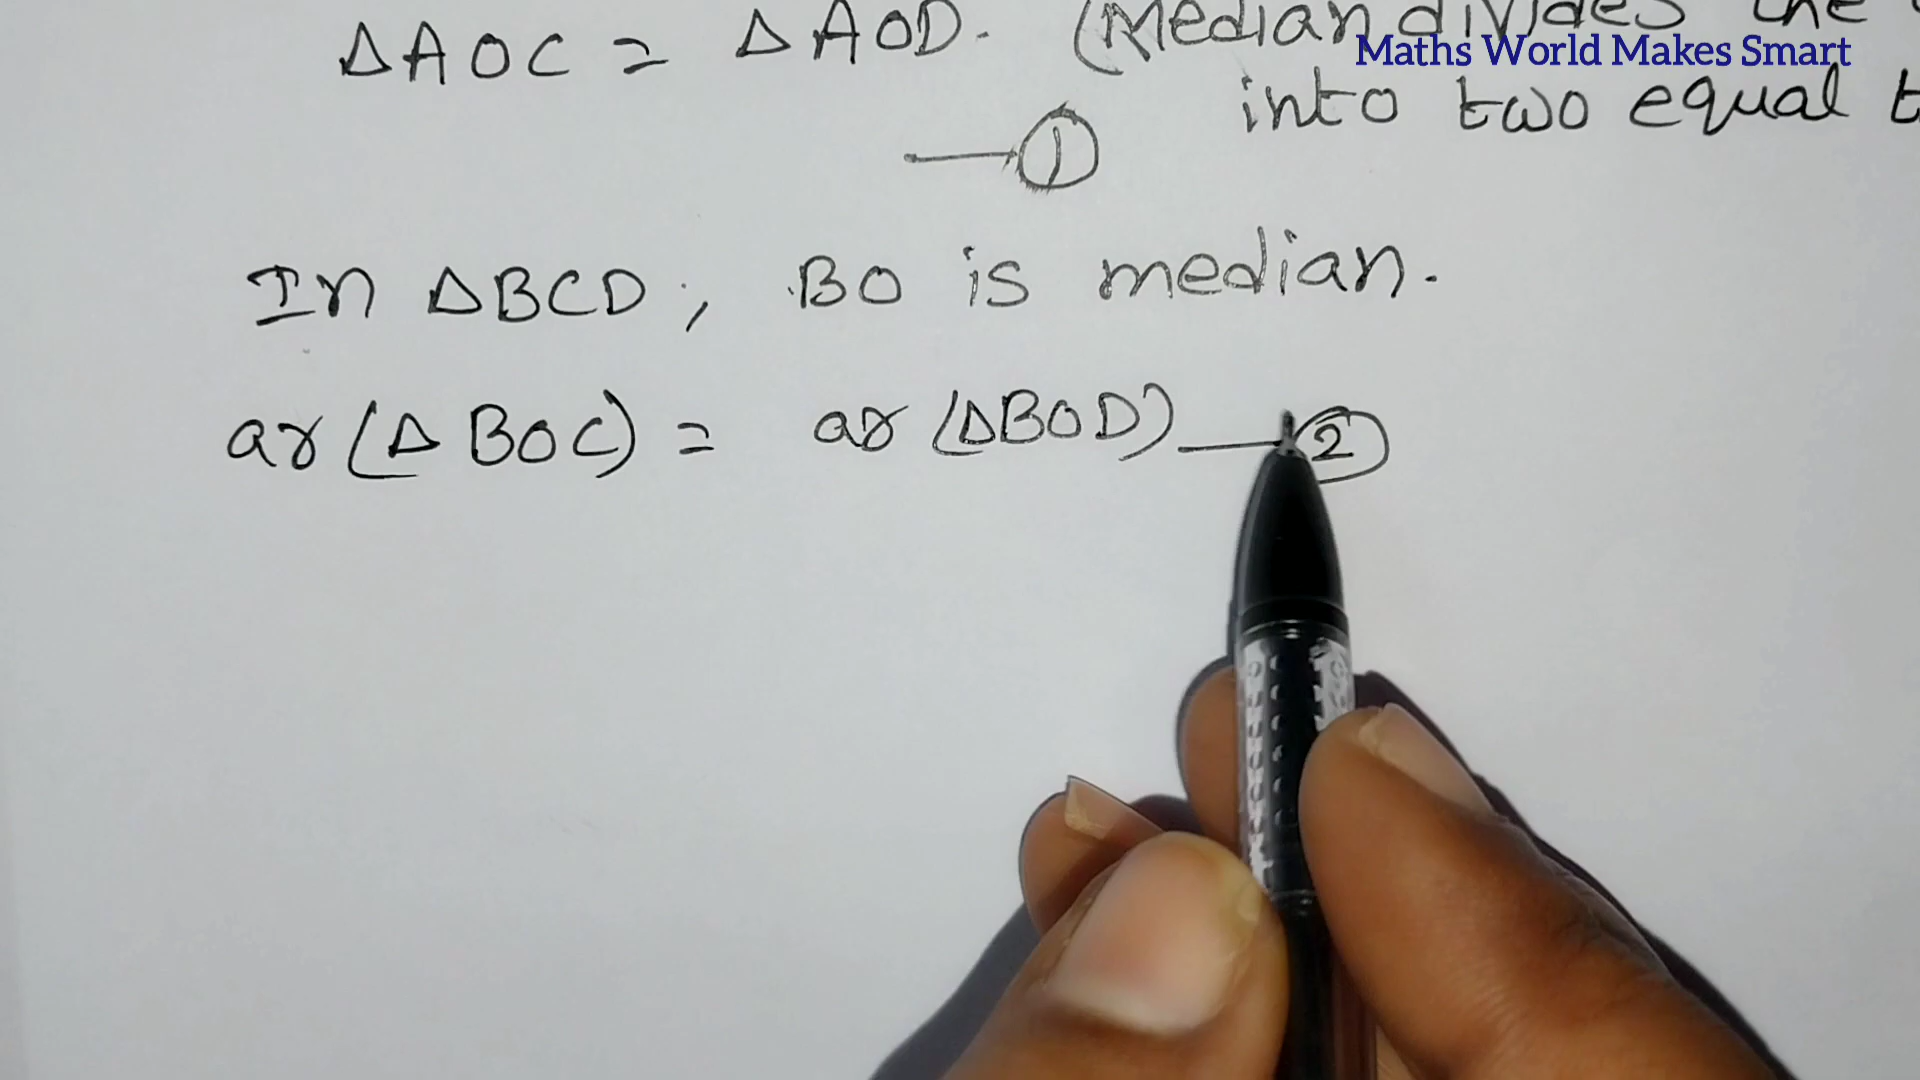 ΔAOC = ΔAOD. (Median divides the
Maths World Makes Smart
into two equal
①
In ΔBCD, BO is median.
ar(ΔBOC) = ar(ΔBOD) ②